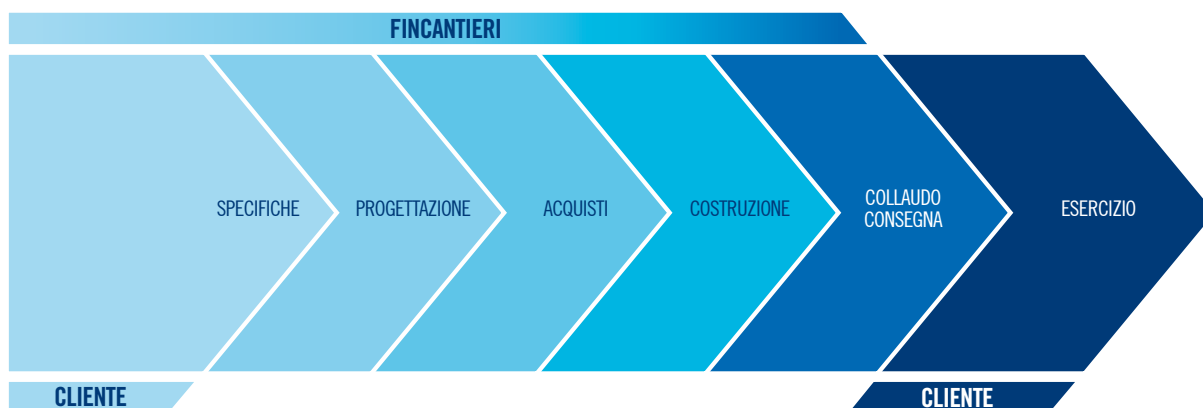 FINCANTIERI
SPECIFICHE
PROGETTAZIONE
ACQUISTI
COSTRUZIONE
COLLAUDO
CONSEGNA
ESERCIZIO
CLIENTE
CLIENTE